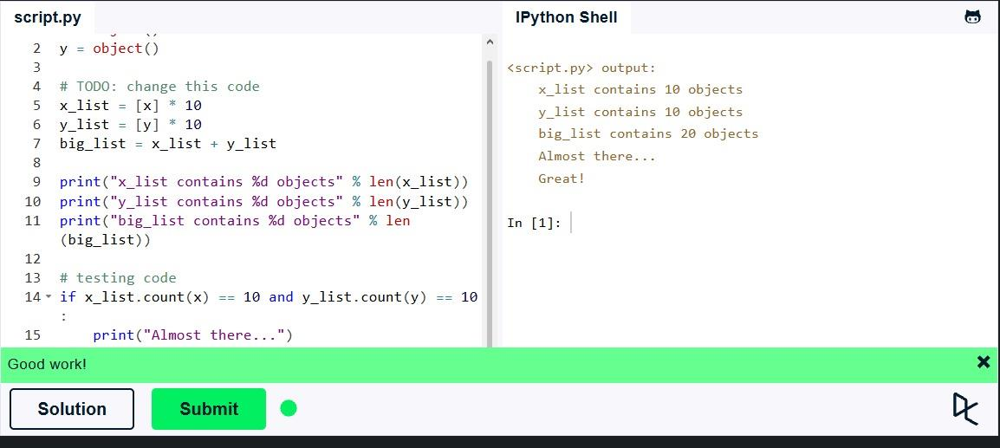 script.py
IPython Shell
2 y = object()
3
4 # TODO: change this code
5 x_list = [x] * 10
6 y_list = [y] * 10
7 big_list = x_list + y_list
8
9 print("x_list contains %d objects" % len(x_list))
10 print("y_list contains %d objects" % len(y_list))
11 print("big_list contains %d objects" % len
(big_list))
12
13 # testing code
14 if x_list.count(x) == 10 and y_list.count(y) == 10
:
15 print("Almost there...")
<script.py> output:
x_list contains 10 objects
y_list contains 10 objects
big_list contains 20 objects
Almost there...
Great!
In [1]:
Good work!
Solution
Submit